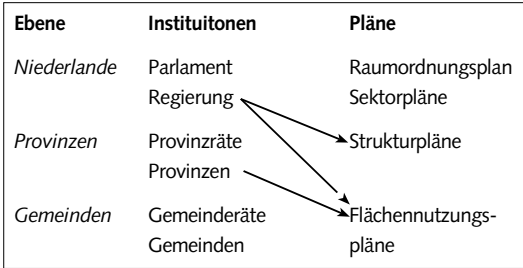 Ebene Instituitonen Pläne
Niederlande Parlament Raumordnungsplan
Regierung Sektorpläne
Provinzen Provinzräte Strukturpläne
Provinzen
Gemeinden Gemeinderäte Flächennutzungs-
Gemeinden pläne